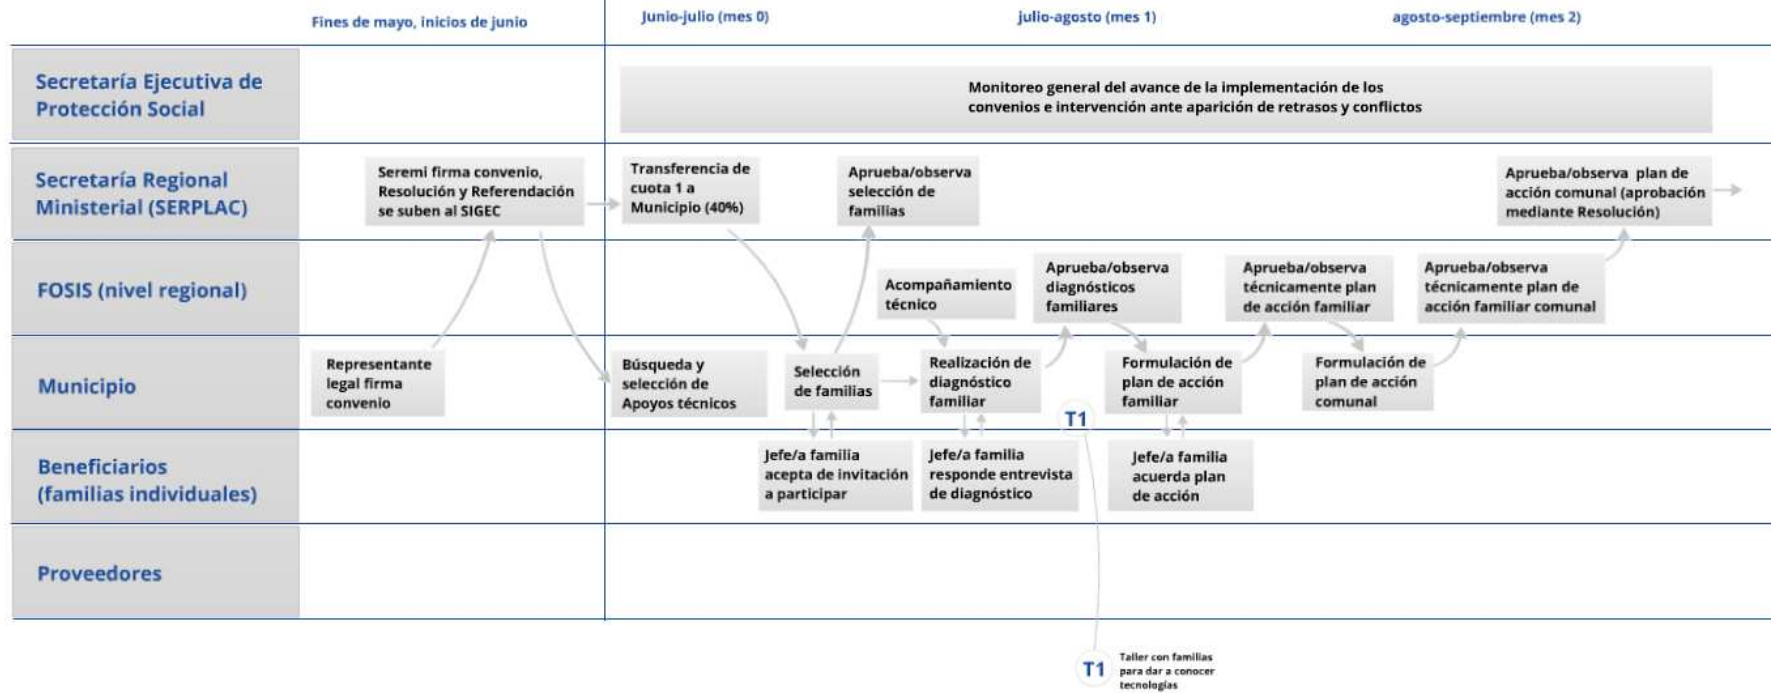 Fines de mayo, inicios de junio
Junio-julio (mes 0)
julio-agosto (mes 1)
agosto-septiembre (mes 2)
Secretaría Ejecutiva de
Protección Social
Monitoreo general del avance de la implementación de los
convenios e intervención ante aparición de retrasos y conflictos
Secretaría Regional
Ministerial (SERPLAC)
Seremi firma convenio,
Resolución y Referendación
se suben al SIGEC
Transferencia de
cuota 1 a
Municipio (40%)
Aprueba/observa
selección de
familias
Aprueba/observa plan de
acción comunal (aprobación
mediante Resolución)
FOSIS (nivel regional)
Acompañamiento
técnico
Aprueba/observa
diagnósticos
familiares
Aprueba/observa
técnicamente plan
de acción familiar
Aprueba/observa
técnicamente plan de
acción familiar comunal
Municipio
Representante
legal firma
convenio
Búsqueda y
selección de
Apoyos técnicos
Selección
de familias
Realización de
diagnóstico
familiar
Formulación de
plan de acción
familiar
Formulación de
plan de acción
comunal
T1
Beneficiarios
(familias individuales)
Jefe/a familia
acepta de invitación
a participar
Jefe/a familia
responde entrevista
de diagnóstico
Jefe/a familia
acuerda plan
de acción
Proveedores
T1
Taller con familias
para dar a conocer
tecnologías